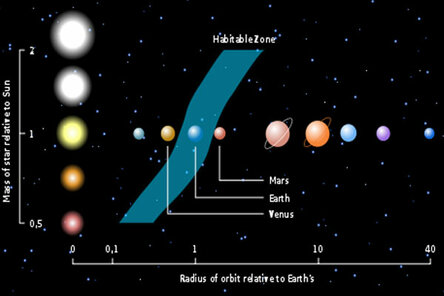 Habitable Zone
Mass of star relative to Sun
2
1
0,5
Mars
Earth
Venus
0
0,1
1
10
40
Radius of orbit relative to Earth's